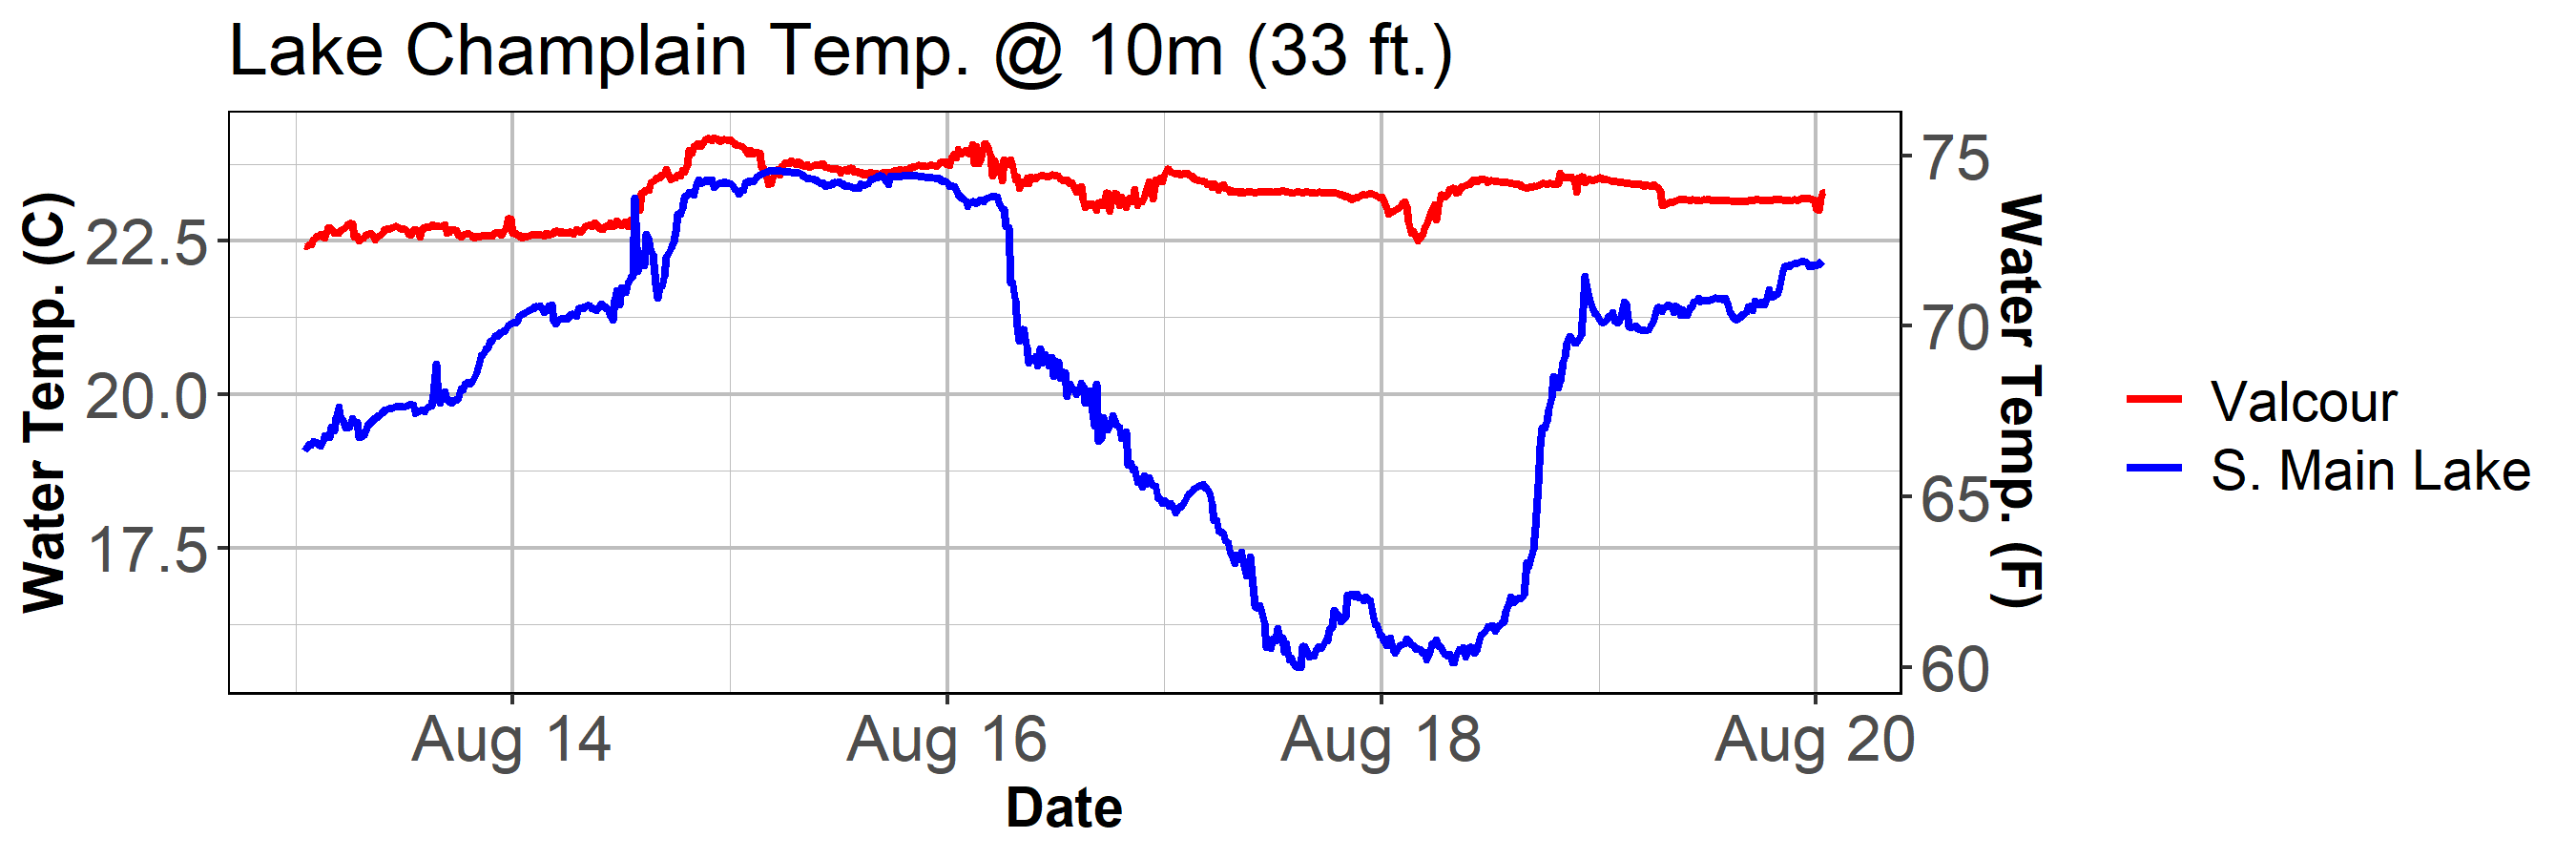 Lake Champlain Temp. @ 10m (33 ft.)
Water Temp. (C)
22.5
20.0
17.5
75
70
65
60
Water Temp. (F)
Aug 14
Aug 16
Aug 18
Aug 20
Date
Valcour
S. Main Lake